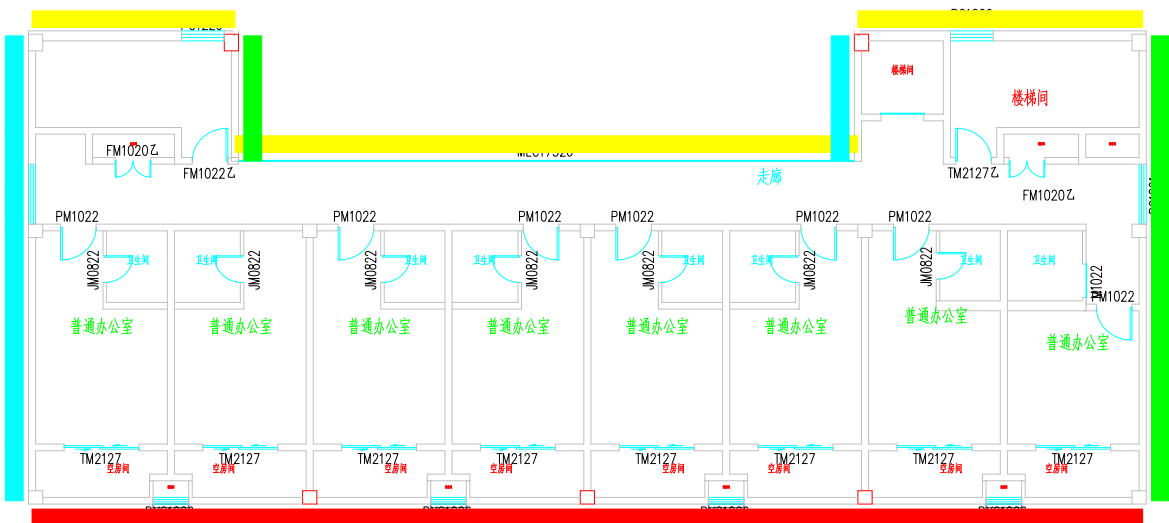 楼梯间
楼梯间
FM1020乙
FM1022乙
走廊
TM2127乙
FM1020乙
PM1022
PM1022
PM1022
PM1022
PM1022
PM1022
卫生间
卫生间
卫生间
卫生间
卫生间
卫生间
卫生间
卫生间
JM0822
JM0822
JM0822
JM0822
JM0822
JM0822
JM0822
PM1022
普通办公室
普通办公室
普通办公室
普通办公室
普通办公室
普通办公室
普通办公室
普通办公室
TM2127
TM2127
TM2127
TM2127
TM2127
TM2127
TM2127
TM2127
空房间
空房间
空房间
空房间
空房间
空房间
空房间
空房间